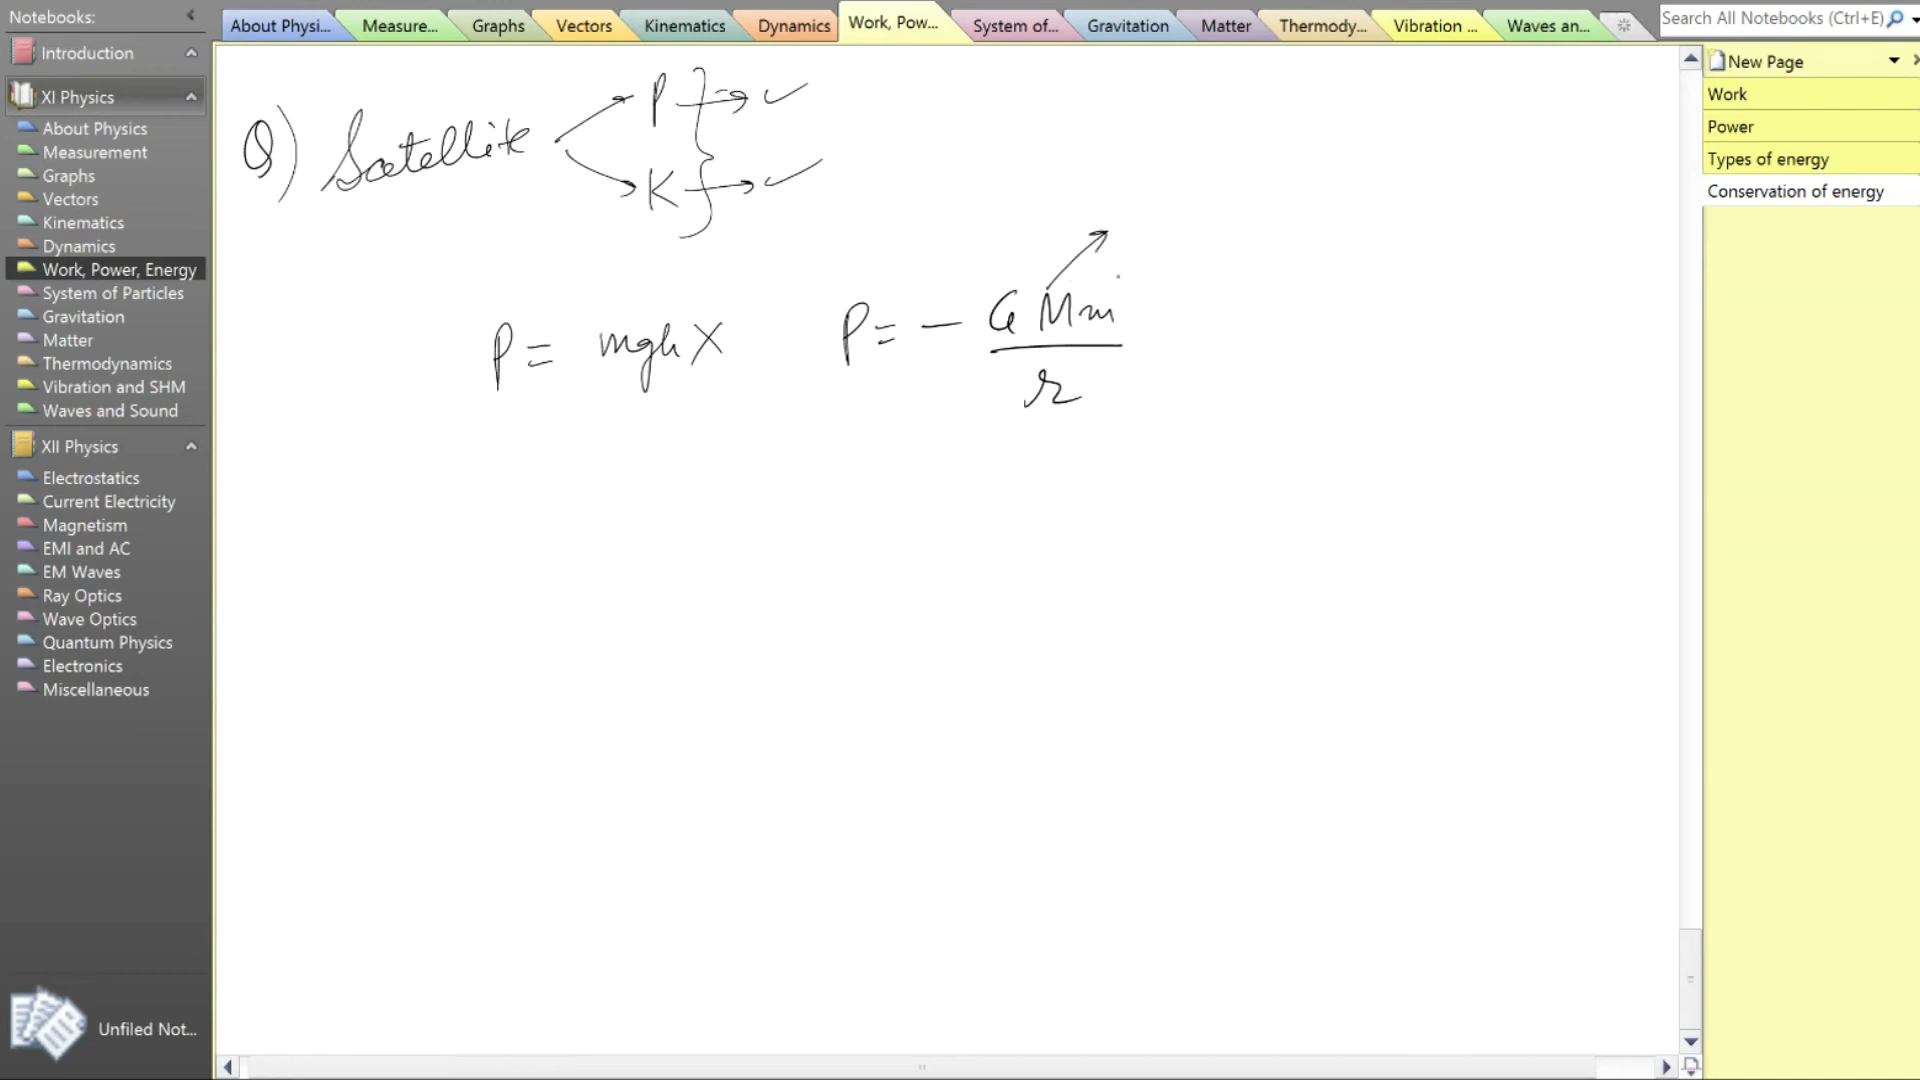 Notebooks:
Introduction
XI Physics
About Physics
Measurement
Graphs
Vectors
Kinematics
Dynamics
Work, Power, Energy
System of Particles
Gravitation
Matter
Thermodynamics
Vibration and SHM
Waves and Sound
XII Physics
Electrostatics
Current Electricity
Magnetism
EMI and AC
EM Waves
Ray Optics
Wave Optics
Quantum Physics
Electronics
Miscellaneous
Unfiled Not...
About Physi... Measure... Graphs Vectors Kinematics Dynamics Work, Pow... System of... Gravitation Matter Thermody... Vibration ... Waves an...
Search All Notebooks (Ctrl+E)
Q) Satellite → P } → ✓
→ K } → ✓
P = mgh X
P = - GMm / r
New Page
Work
Power
Types of energy
Conservation of energy